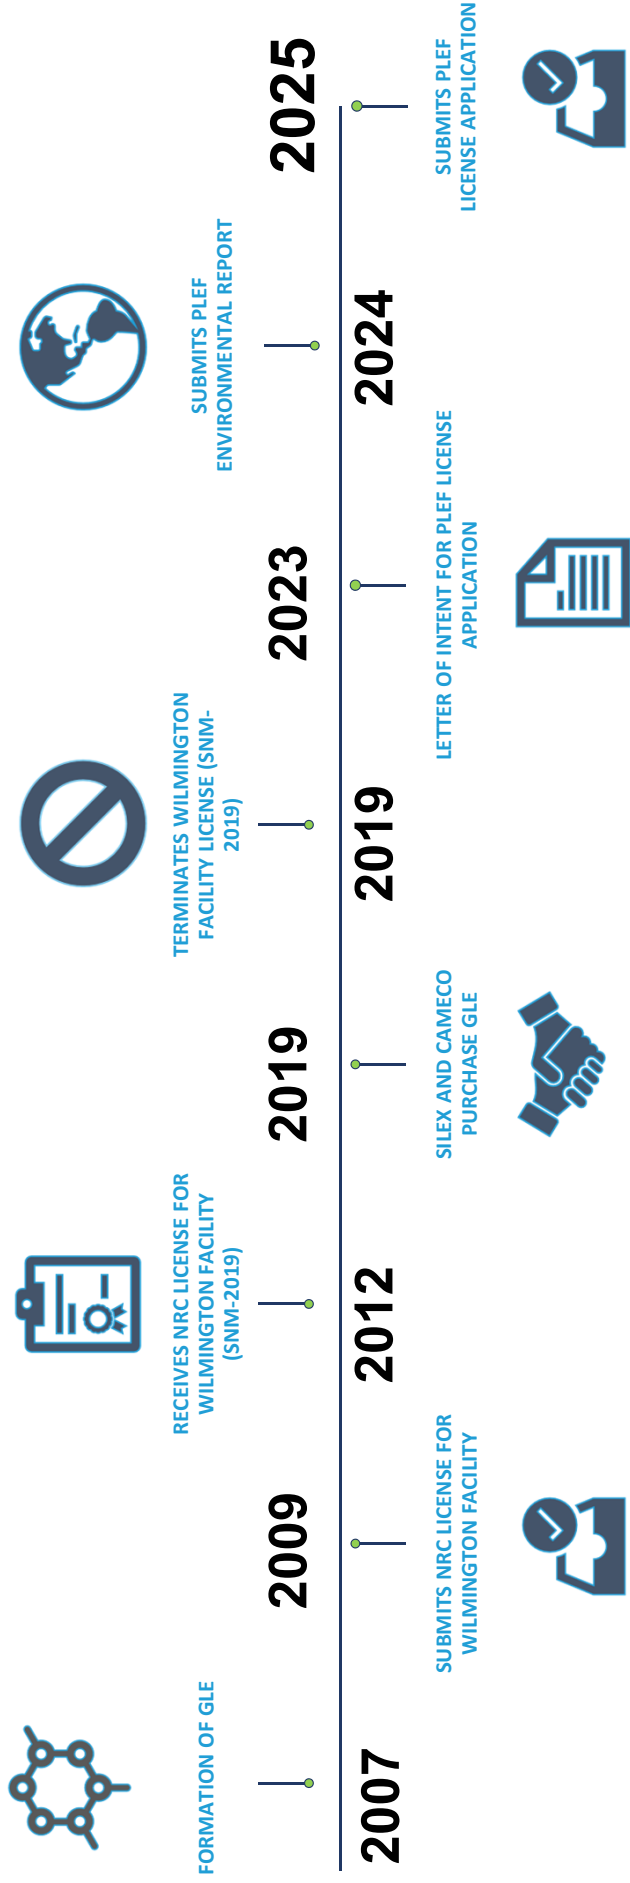 FORMATION OF GLE
2007
2009
SUBMITS NRC LICENSE FOR
WILMINGTON FACILITY
RECEIVES NRC LICENSE FOR
WILMINGTON FACILITY
(SNM-2019)
2012
2019
SILEX AND CAMECO
PURCHASE GLE
TERMINATES WILMINGTON
FACILITY LICENSE (SNM-
2019)
2019
2023
LETTER OF INTENT FOR PLEF LICENSE
APPLICATION
SUBMITS PLEF
ENVIRONMENTAL REPORT
2024
2025
SUBMITS PLEF
LICENSE APPLICATION